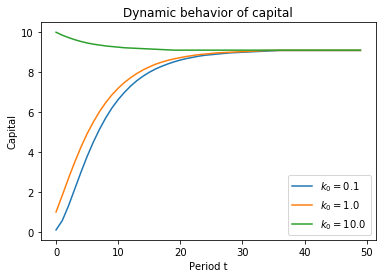 Dynamic behavior of capital
Capital
10
8
6
4
2
0
k₀ = 0.1
k₀ = 1.0
k₀ = 10.0
0 10 20 30 40 50
Period t